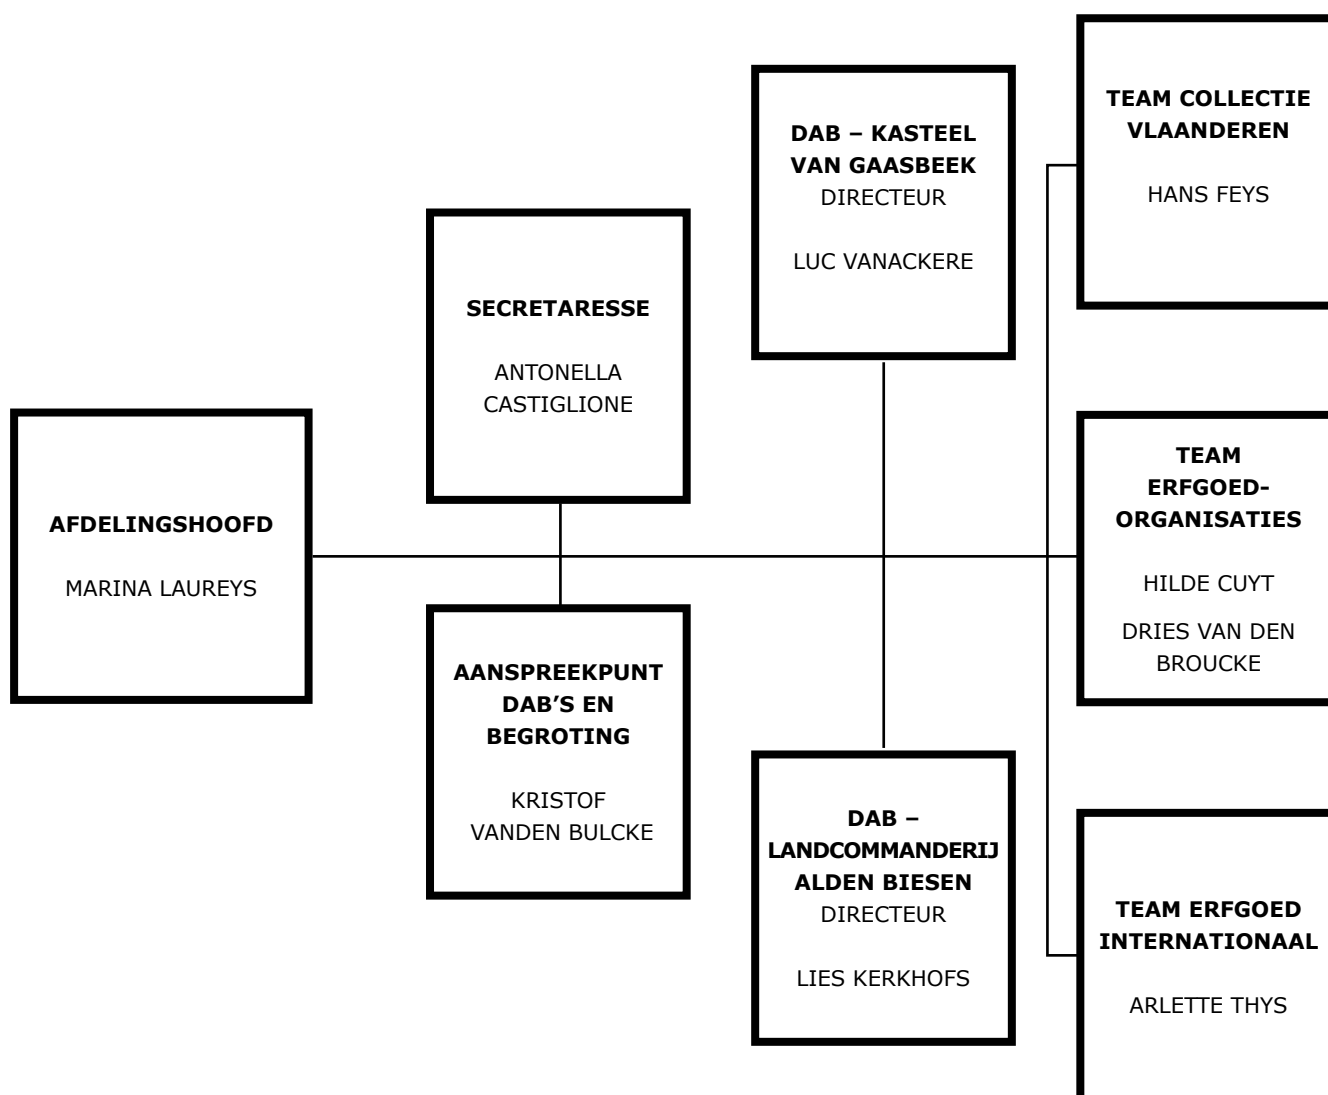 AFDELINGSHOOFD
MARINA LAUREYS
SECRETARESSE
ANTONELLA
CASTIGLIONE
AANSPREEKPUNT
DAB’S EN
BEGROTING
KRISTOF
VANDEN BULCKE
DAB – KASTEEL
VAN GAASBEEK
DIRECTEUR
LUC VANACKERE
DAB –
LANDCOMMANDERIJ
ALDEN BIESEN
DIRECTEUR
LIES KERKHOFS
TEAM COLLECTIE
VLAANDEREN
HANS FEYS
TEAM
ERFGOED-
ORGANISATIES
HILDE CUYT
DRIES VAN DEN
BROUCKE
TEAM ERFGOED
INTERNATIONAAL
ARLETTE THYS